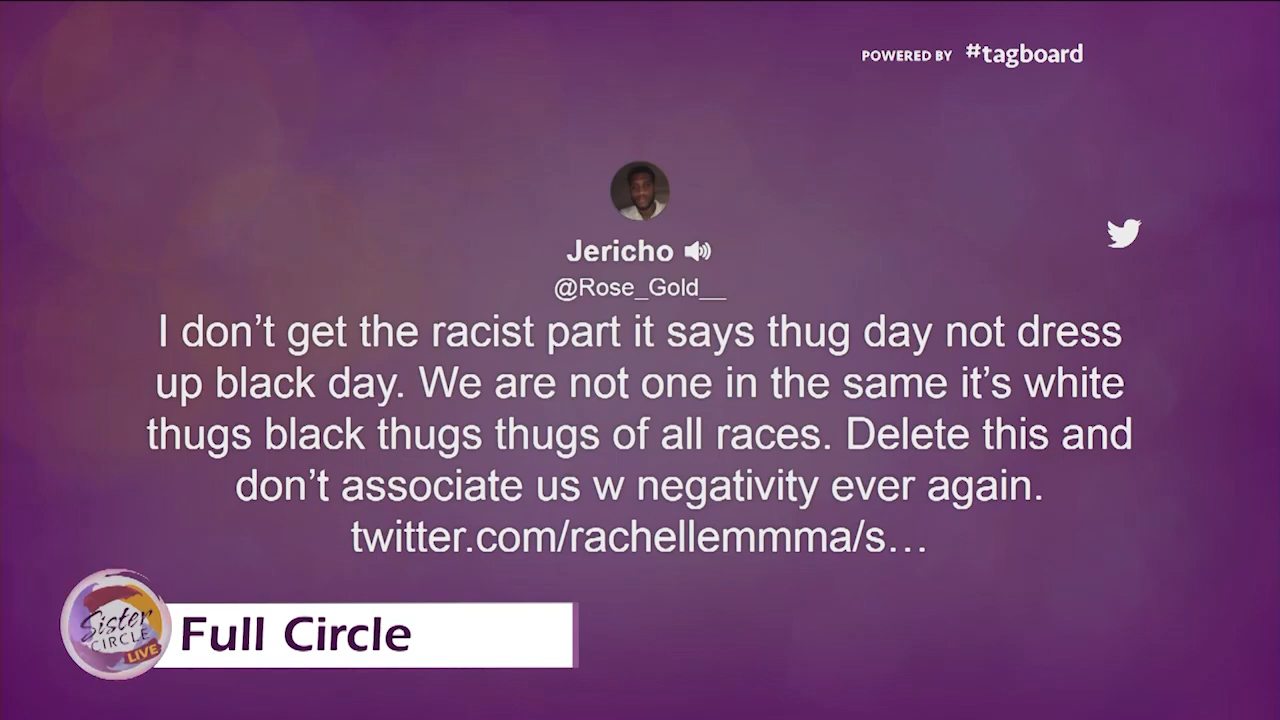 POWERED BY #tagboard
Jericho
@Rose_Gold__
I don’t get the racist part it says thug day not dress
up black day. We are not one in the same it’s white
thugs black thugs thugs of all races. Delete this and
don’t associate us w negativity ever again.
twitter.com/rachellemmma/s…
Sister
CIRCLE
LIVE
Full Circle